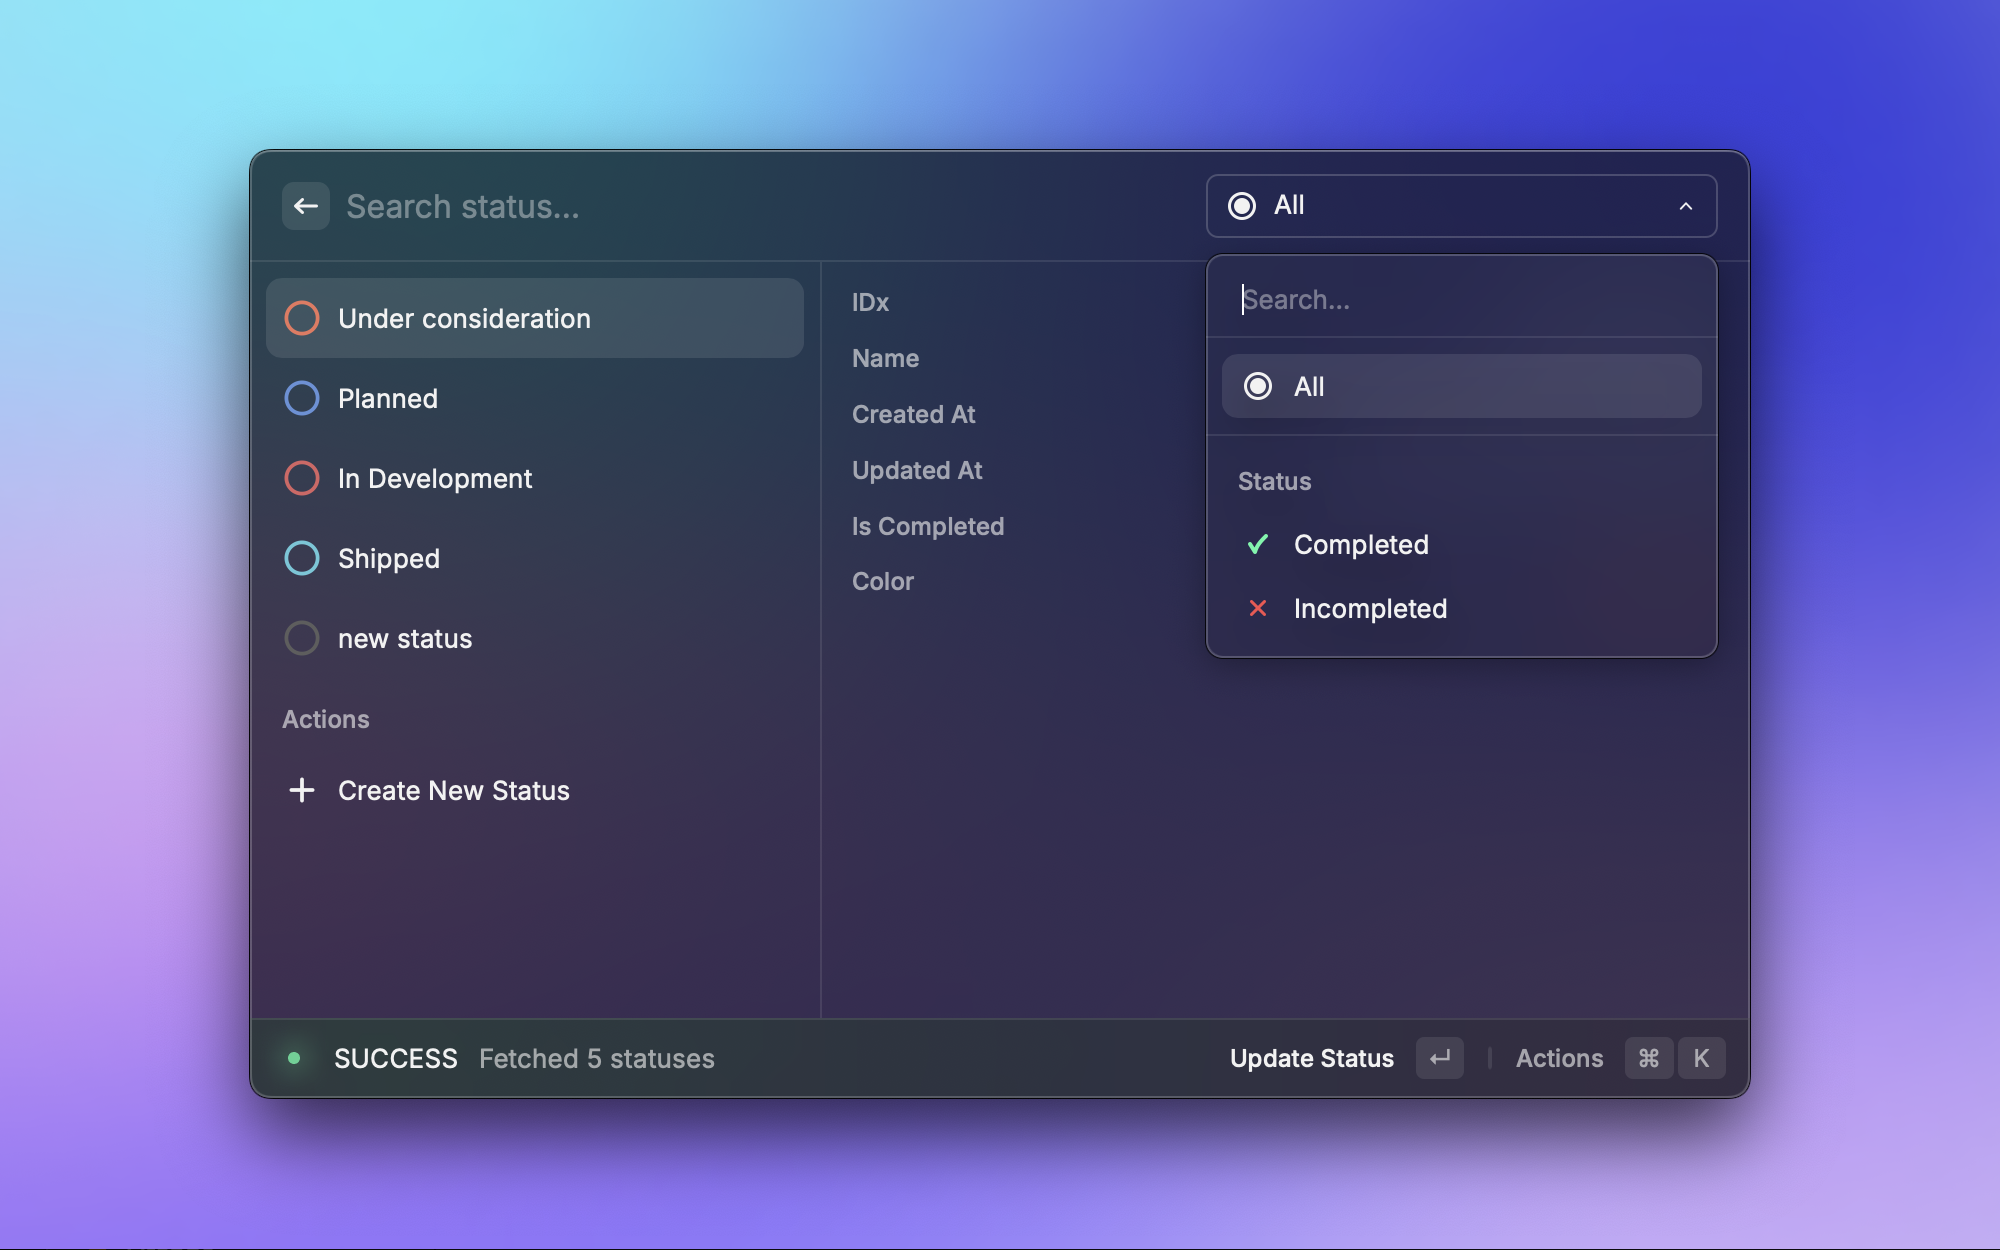 Search status...
All
Under consideration
Planned
In Development
Shipped
new status
Actions
Create New Status
IDx
Name
Created At
Updated At
Is Completed
Color
Search...
All
Status
Completed
Incompleted
SUCCESS Fetched 5 statuses
Update Status
Actions ⌘ K